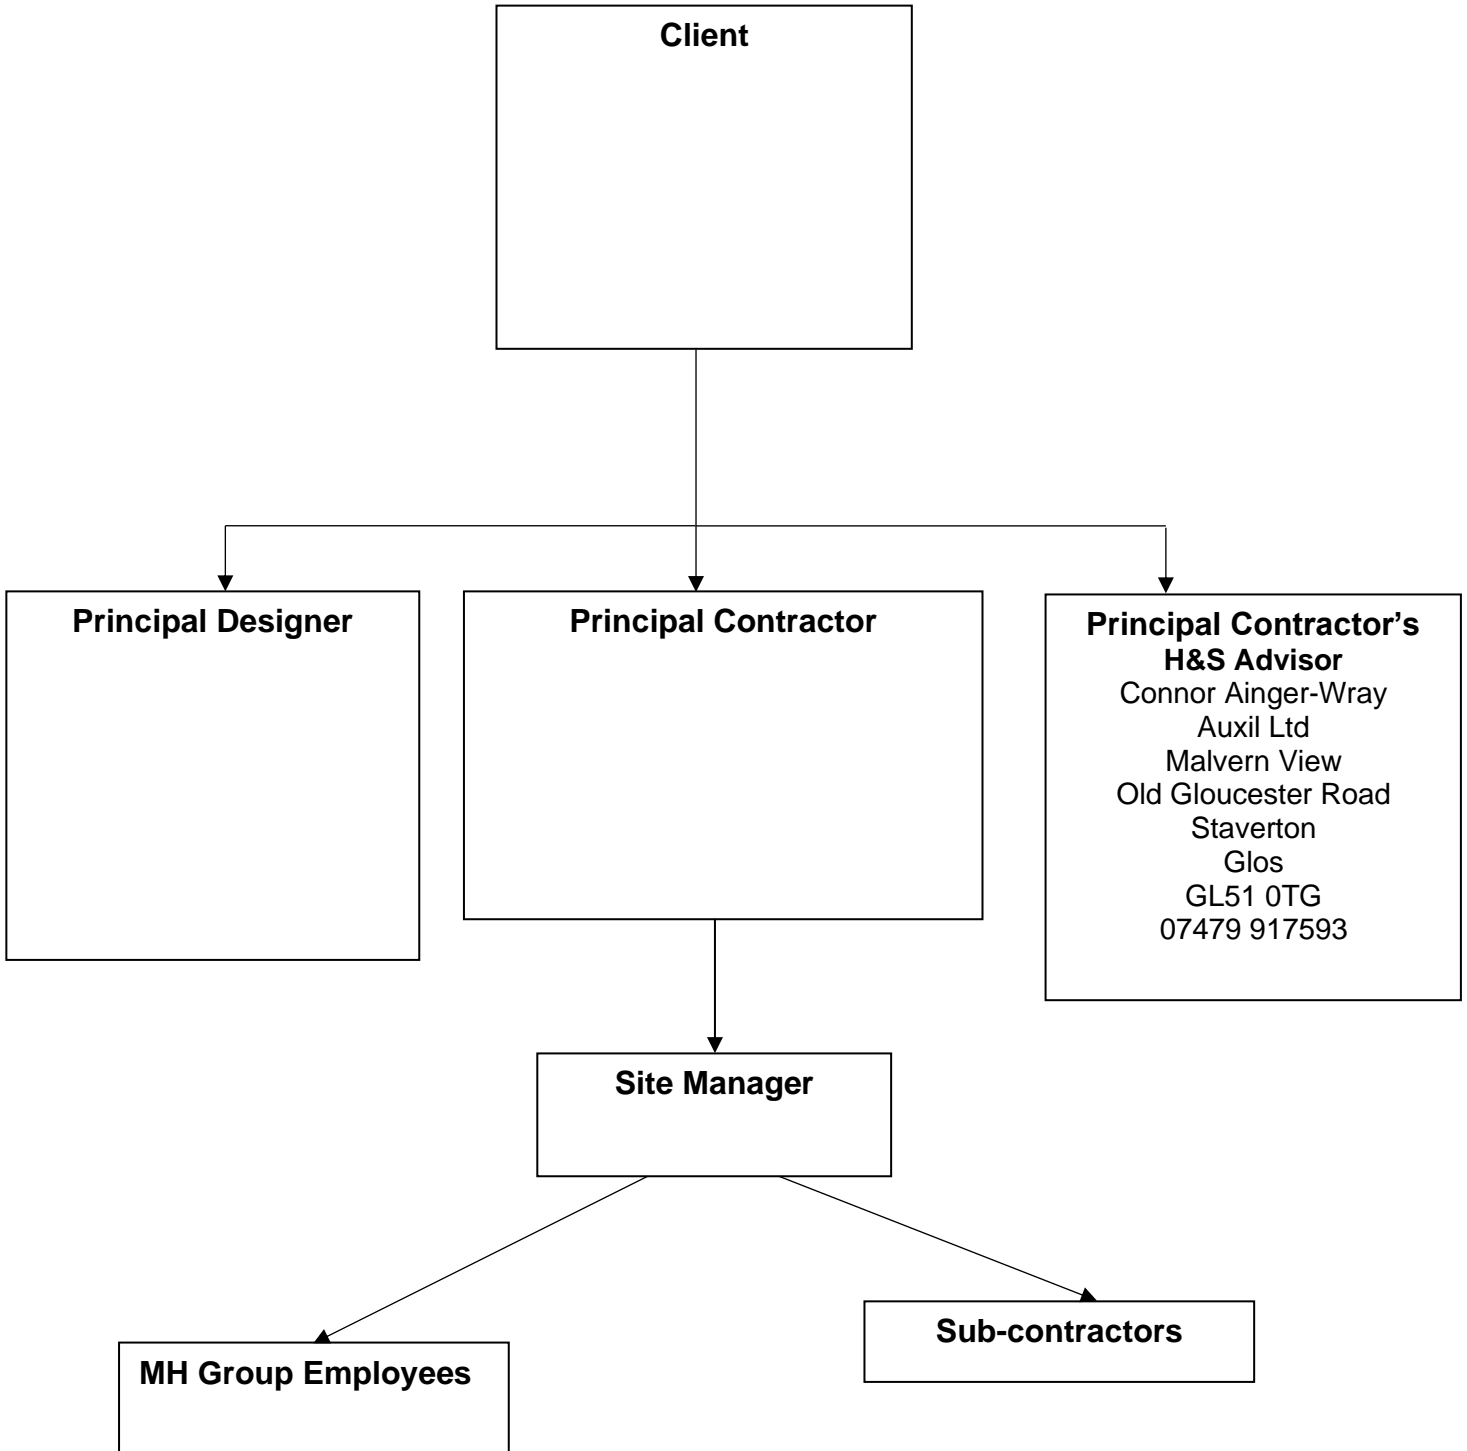 Client
Principal Designer
Principal Contractor
Principal Contractor's
H&S Advisor
Connor Ainger-Wray
Auxil Ltd
Malvern View
Old Gloucester Road
Staverton
Glos
GL51 0TG
07479 917593
Site Manager
Sub-contractors
MH Group Employees